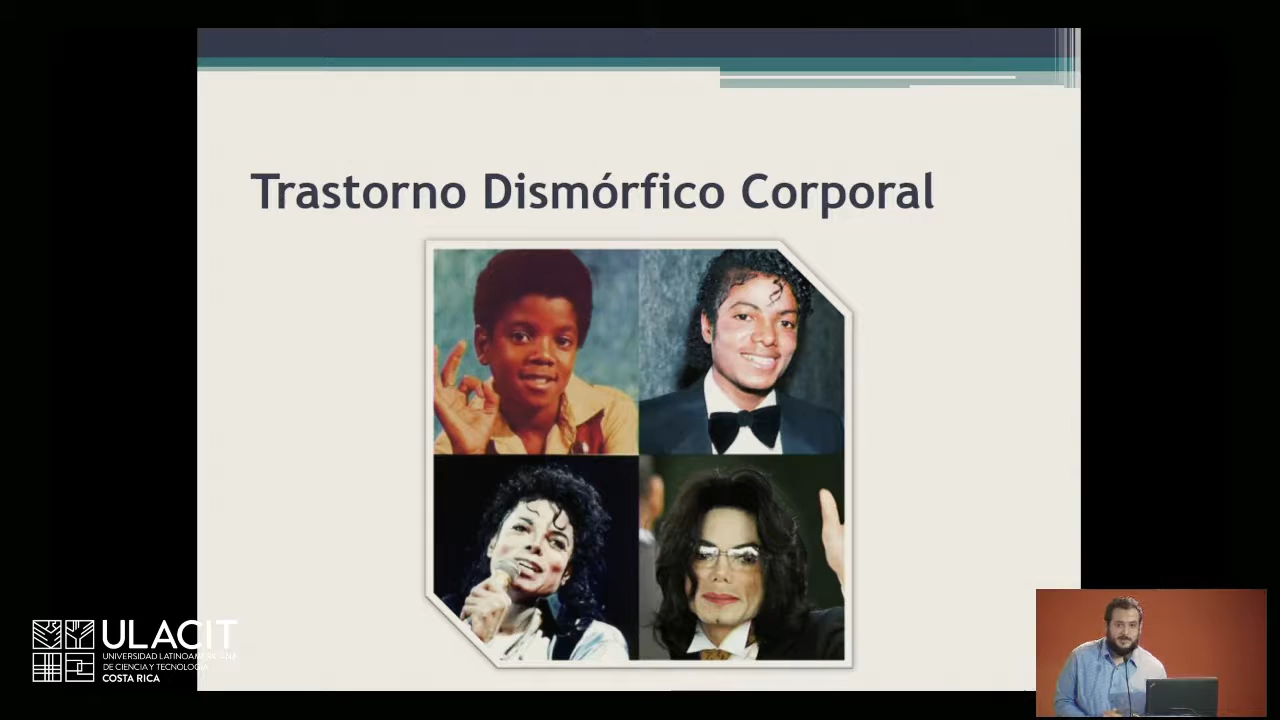 Trastorno Dismórfico Corporal
ULACIT
UNIVERSIDAD LATINOAMERICANA
DE CIENCIA Y TECNOLOGÍA
COSTA RICA